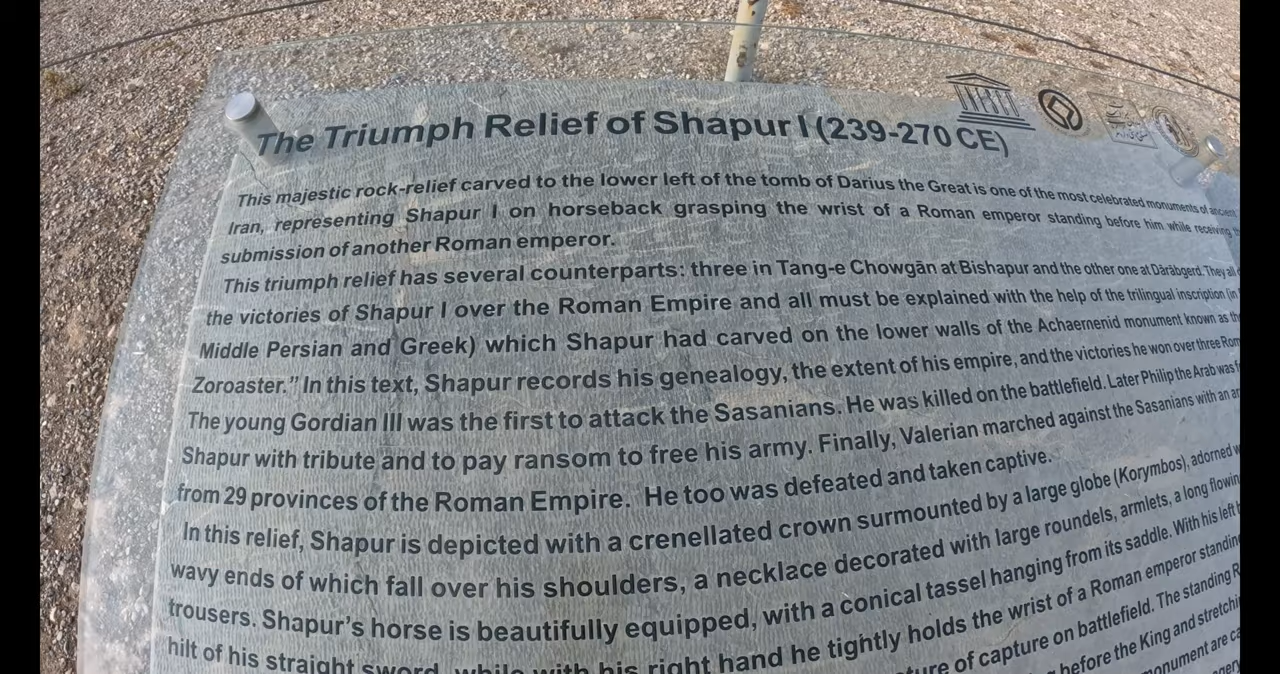 The Triumph Relief of Shapur I (239-270 CE)
This majestic rock-relief carved to the lower left of the tomb of Darius the Great is one of the most celebrated monuments of ancient
Iran, representing Shapur I on horseback grasping the wrist of a Roman emperor standing before him while receiving
submission of another Roman emperor.
This triumph relief has several counterparts: three in Tang-e Chowgān at Bishapur and the other one at Dārābgerd. They all
the victories of Shapur I over the Roman Empire and all must be explained with the help of the trilingual inscription (in
Middle Persian and Greek) which Shapur had carved on the lower walls of the Achaemenid monument known as
Zoroaster.” In this text, Shapur records his genealogy, the extent of his empire, and the victories he won over three
The young Gordian III was the first to attack the Sasanians. He was killed on the battlefield. Later Philip the Arab was
Shapur with tribute and to pay ransom to free his army. Finally, Valerian marched against the Sasanians with an
from 29 provinces of the Roman Empire. He too was defeated and taken captive.
In this relief, Shapur is depicted with a crenellated crown surmounted by a large globe (Korymbos), adorned
wavy ends of which fall over his shoulders, a necklace decorated with large roundels, armlets, a long
trousers. Shapur’s horse is beautifully equipped, with a conical tassel hanging from its saddle. With his left
hilt of his straight sword, while with his right hand he tightly holds the wrist of a Roman emperor
of capture on battlefield. The standing
before the King and
monument are